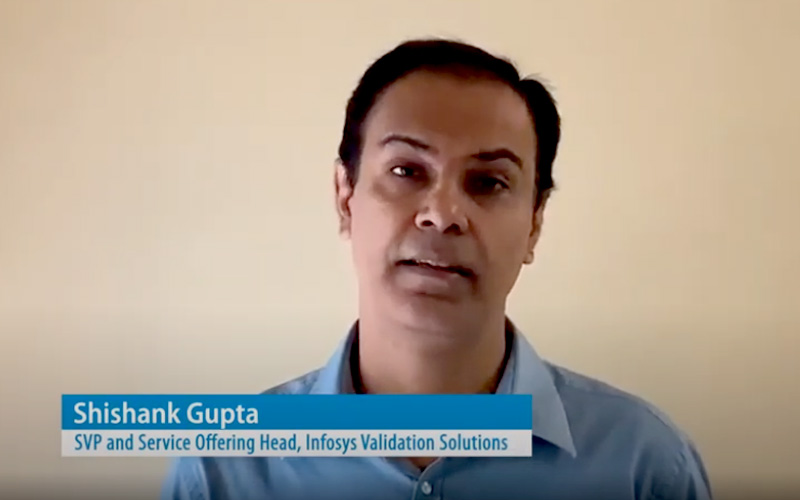 Shishank Gupta
SVP and Service Offering Head, Infosys Validation Solutions